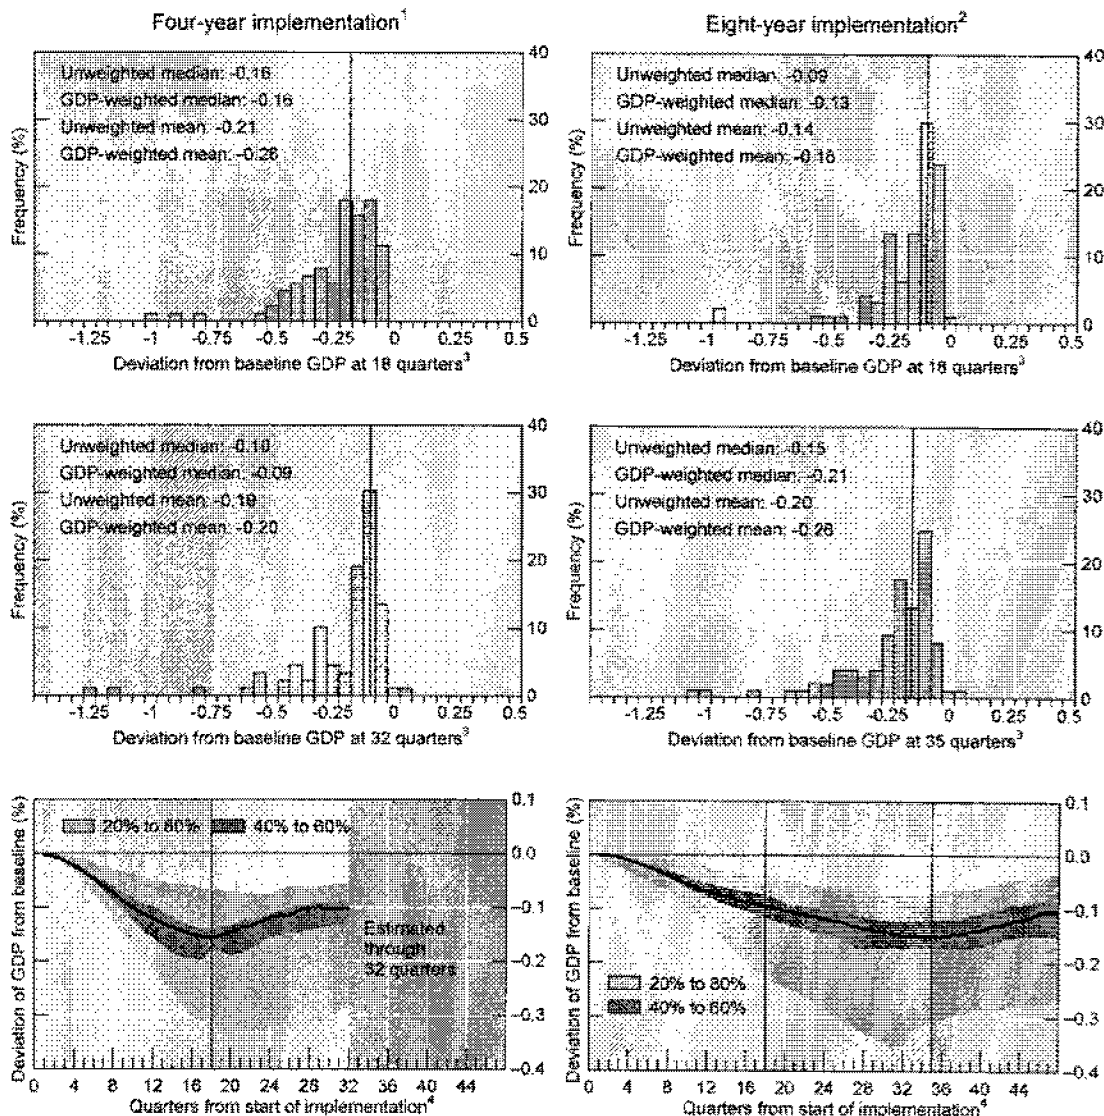 Four-year implementation1
Eight-year implementation2
Unweighted median: -0.16
GDP-weighted median: -0.16
Unweighted mean: -0.21
GDP-weighted mean: -0.26
Frequency (%)
40
30
20
10
0
-1.25 -1 -0.75 -0.5 -0.25 0 0.25 0.5
Deviation from baseline GDP at 18 quarters3
Unweighted median: -0.09
GDP-weighted median: -0.13
Unweighted mean: -0.14
GDP-weighted mean: -0.18
Frequency (%)
40
30
20
10
0
-1.25 -1 -0.75 -0.5 -0.25 0 0.25 0.5
Deviation from baseline GDP at 18 quarters3
Unweighted median: -0.10
GDP-weighted median: -0.09
Unweighted mean: -0.19
GDP-weighted mean: -0.20
Frequency (%)
40
30
20
10
0
-1.25 -1 -0.75 -0.5 -0.25 0 0.25 0.5
Deviation from baseline GDP at 32 quarters3
Unweighted median: -0.15
GDP-weighted median: -0.21
Unweighted mean: -0.20
GDP-weighted mean: -0.26
Frequency (%)
40
30
20
10
0
-1.25 -1 -0.75 -0.5 -0.25 0 0.25 0.5
Deviation from baseline GDP at 35 quarters3
Deviation of GDP from baseline (%)
20% to 80% 40% to 60%
0.1
0.0
-0.1
-0.2
-0.3
-0.4
Estimated
through
32 quarters
0 4 8 12 16 20 24 28 32 36 40 44
Quarters from start of implementation4
Deviation of GDP from baseline (%)
0.1
0.0
-0.1
-0.2
-0.3
-0.4
20% to 80%
40% to 60%
0 4 8 12 16 20 24 28 32 36 40 44
Quarters from start of implementation4